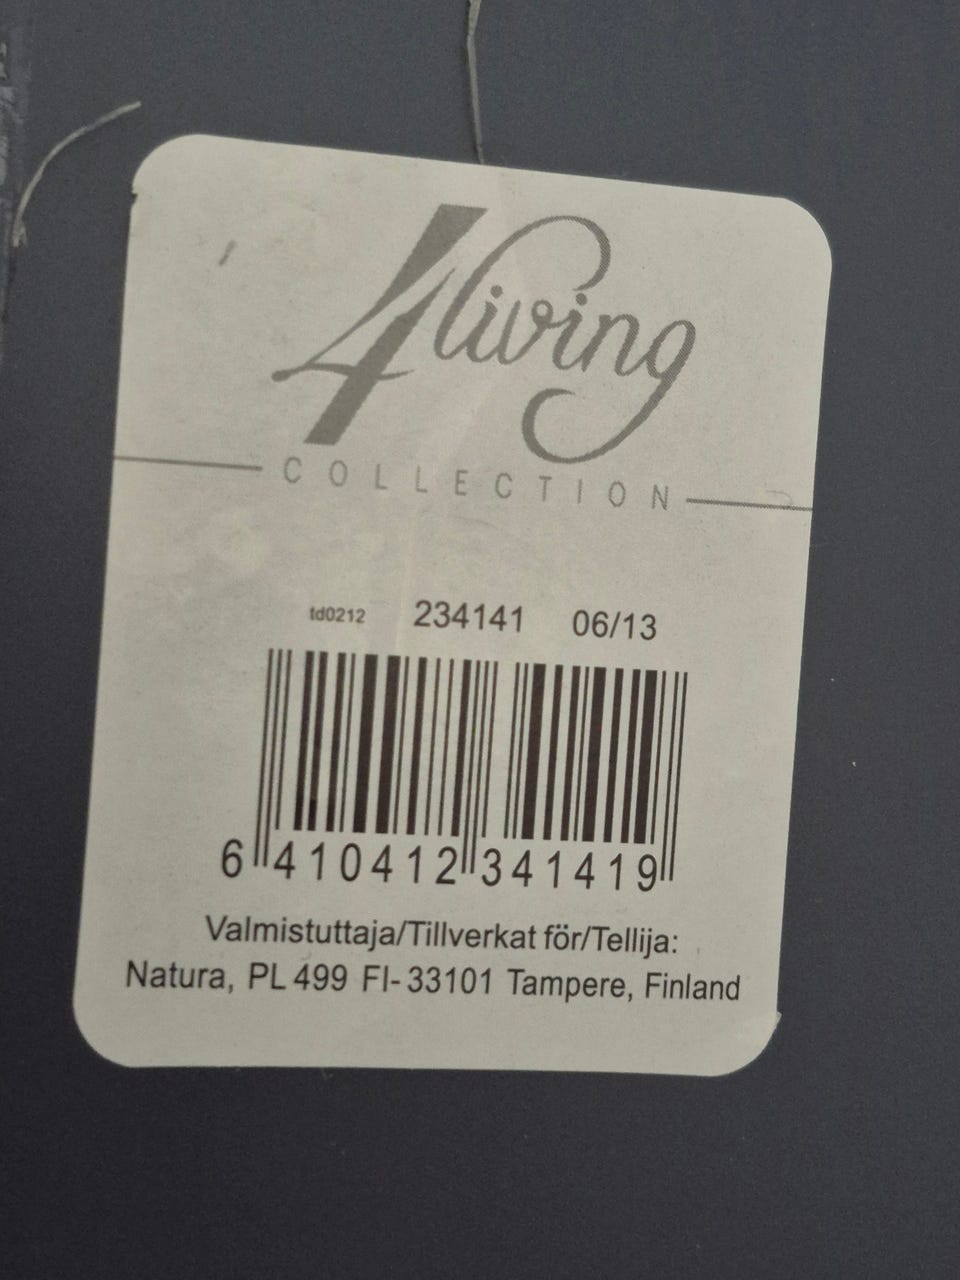 4living
COLLECTION
td0212 234141 06/13
6 410412 341419
Valmistuttaja/Tillverkat för/Tellija:
Natura, PL 499 FI-33101 Tampere, Finland